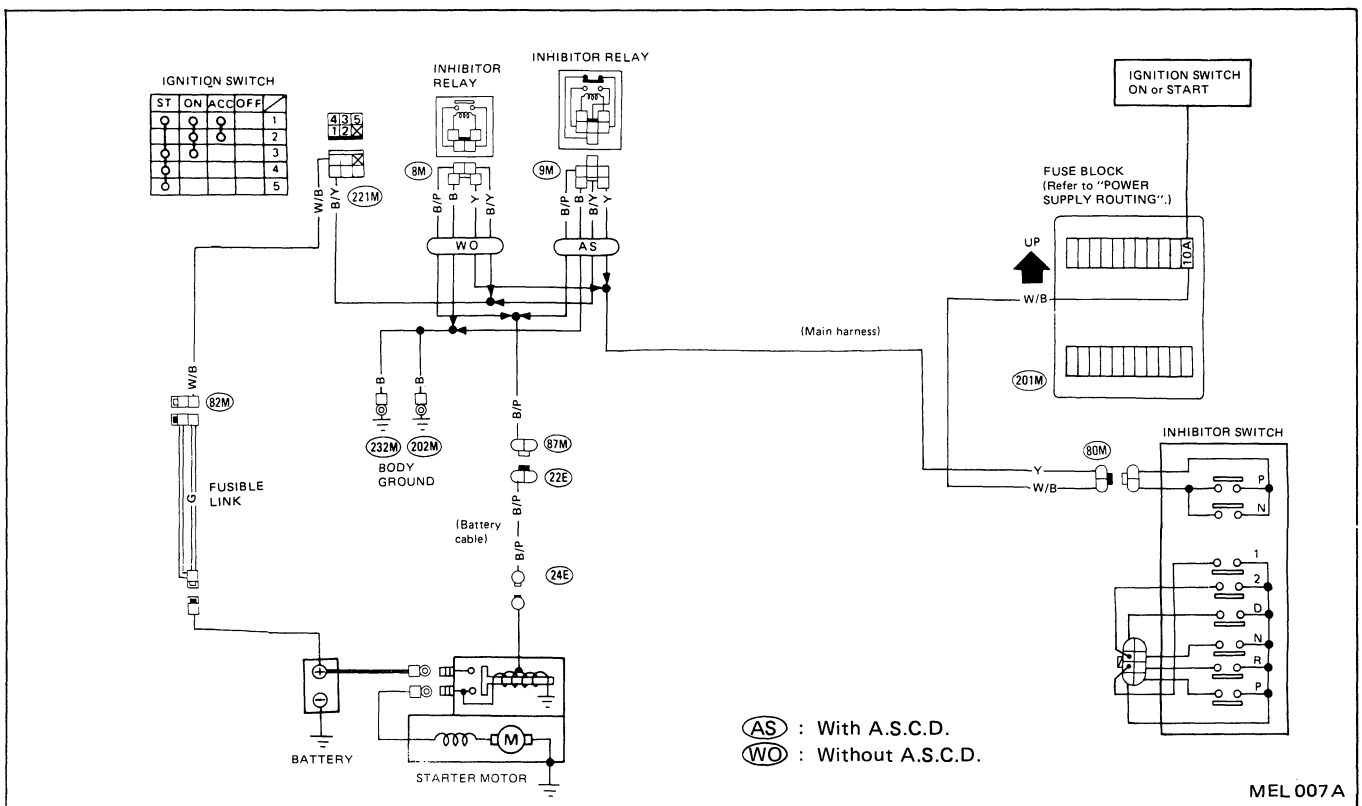 IGNITION SWITCH
ST ON ACC OFF
1
2
3
4
5
4 3 5
1 2
221M
W/B
B/Y
INHIBITOR
RELAY
8M
B/P
B
Y
B/Y
WO
INHIBITOR RELAY
9M
B/P
B
B/Y
Y
AS
IGNITION SWITCH
ON or START
FUSE BLOCK
(Refer to "POWER
SUPPLY ROUTING".)
UP
10A
W/B
201M
(Main harness)
W/B
82M
G
FUSIBLE
LINK
B
B
232M 202M
BODY
GROUND
B/P
87M
22E
B/P
(Battery
cable)
B/P
24E
80M
Y
W/B
INHIBITOR SWITCH
P
N
1
2
D
N
R
P
BATTERY
M
STARTER MOTOR
AS : With A.S.C.D.
WO : Without A.S.C.D.
MEL 007A